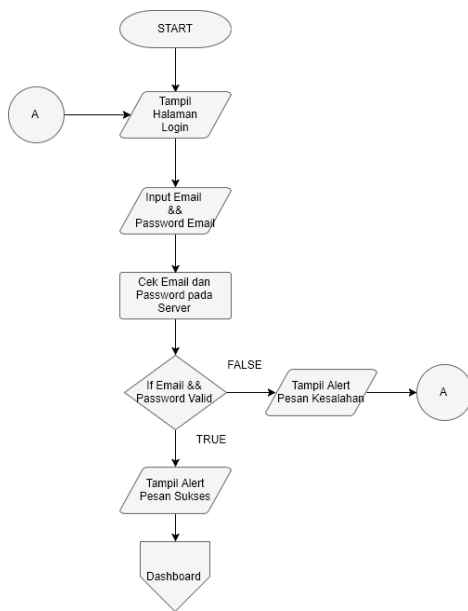 START
A
Tampil
Halaman
Login
Input Email
&&
Password Email
Cek Email dan
Password pada
Server
If Email &&
Password Valid
FALSE
Tampil Alert
Pesan Kesalahan
A
TRUE
Tampil Alert
Pesan Sukses
Dashboard